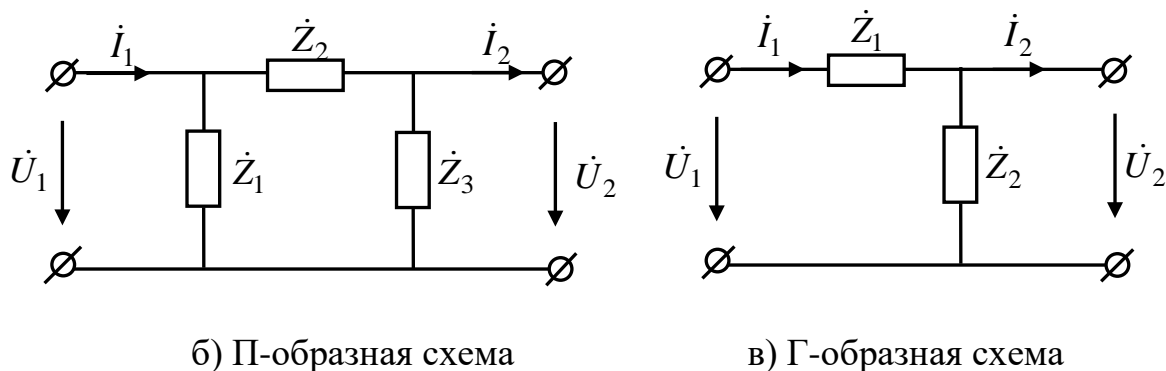 İ₁ Ż₂ İ₂ İ₁ Ż₁ İ₂
U̇₁ Ż₁ Ż₃ U̇₂ U̇₁ Ż₂ U̇₂
б) П-образная схема в) Г-образная схема